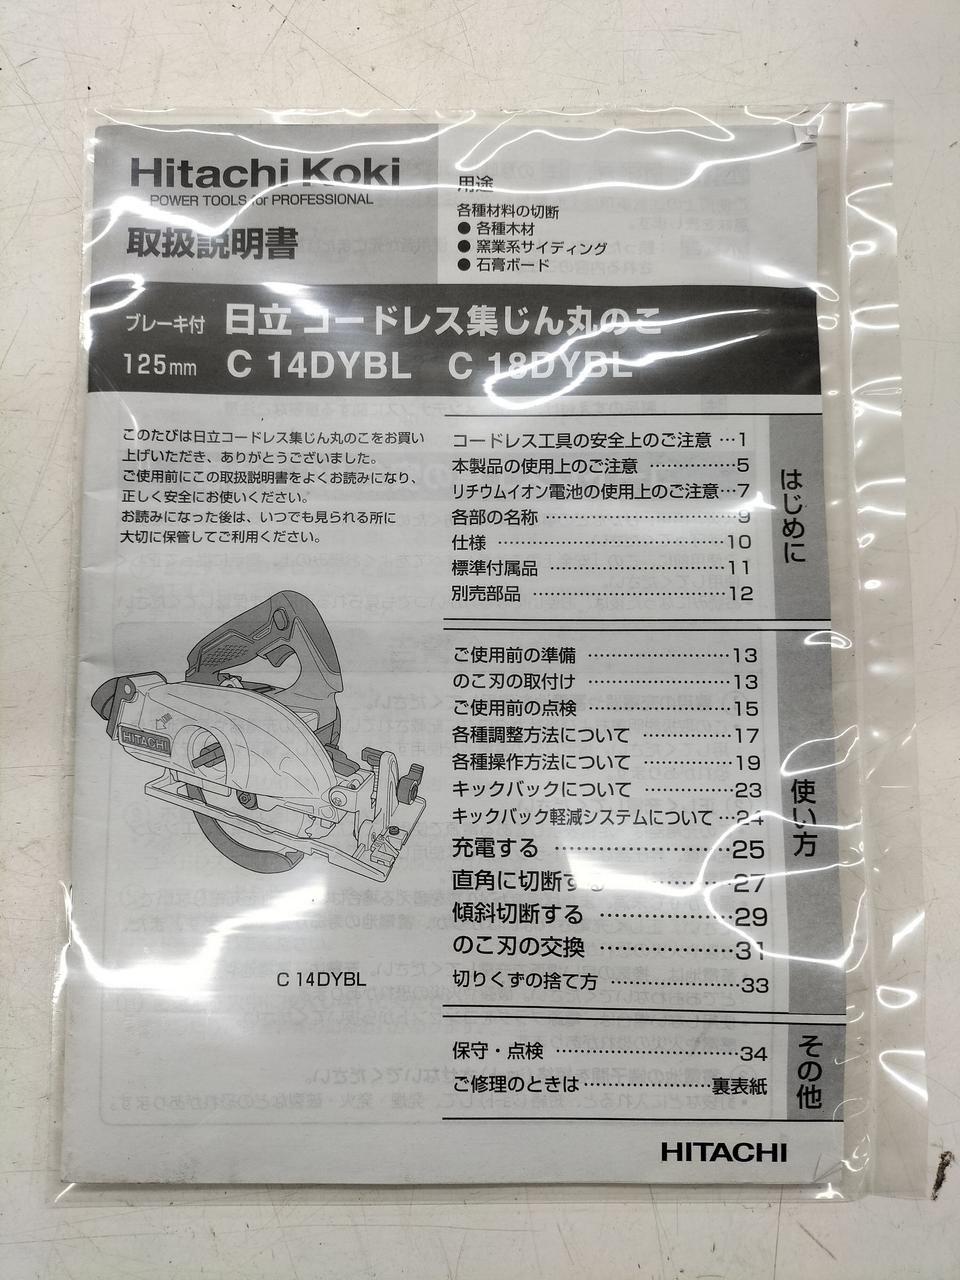 Hitachi Koki
POWER TOOLS for PROFESSIONAL
取扱説明書
用途
各種材料の切断
● 各種木材
● 窯業系サイディング
● 石膏ボード
ブレーキ付 日立 コードレス集じん丸のこ
125mm C 14DYBL C 18DYBL
このたびは日立コードレス集じん丸のこをお買い
上げいただき、ありがとうございました。
ご使用前にこの取扱説明書をよくお読みになり、
正しく安全にお使いください。
お読みになった後は、いつでも見られる所に
大切に保管してご利用ください。
HITACHI
C 14DYBL
はじめに
コードレス工具の安全上のご注意 …1
本製品の使用上のご注意 ……………5
リチウムイオン電池の使用上のご注意…7
各部の名称 ……………………………9
仕様 ……………………………………10
標準付属品 ……………………………11
別売部品 ………………………………12
使い方
ご使用前の準備 ………………………13
のこ刃の取付け ………………………13
ご使用前の点検 ………………………15
各種調整方法について ………………17
各種操作方法について ………………19
キックバックについて ………………23
キックバック軽減システムについて …24
充電する ………………………………25
直角に切断する ………………………27
傾斜切断する …………………………29
のこ刃の交換 …………………………31
切りくずの捨て方 ……………………33
その他
保守・点検 ……………………………34
ご修理のときは………………………裏表紙
HITACHI